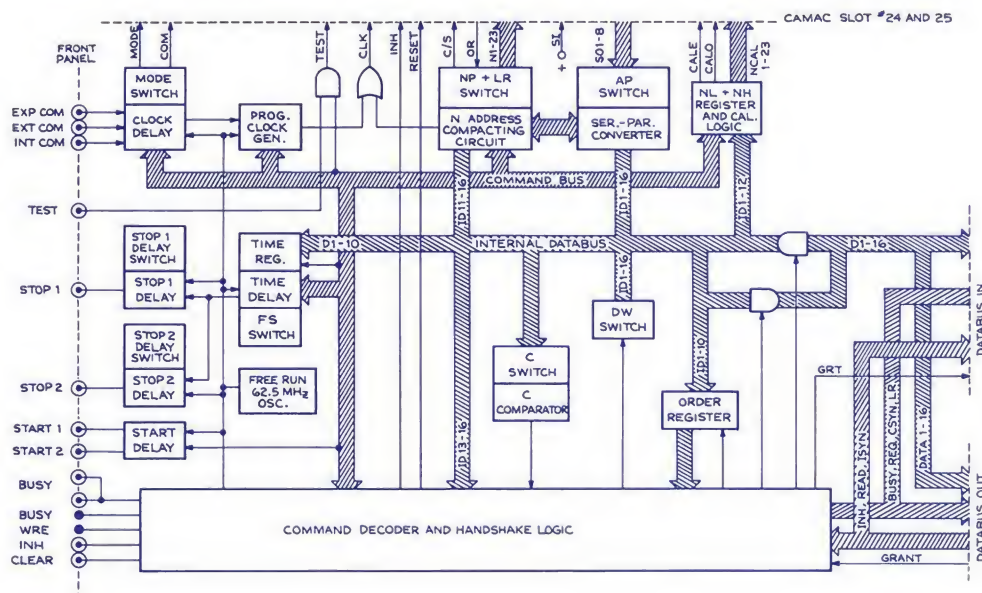 CAMAC SLOT #24 AND 25
FRONT
PANEL
MODE
COM
TEST
CLK
INH
RESET
C/S
OR
N1-23
+ O SI
SO1-8
CALE
CALO
NCAL
1-23
MODE
SWITCH
CLOCK
DELAY
PROG.
CLOCK
GEN.
NP + LR
SWITCH
N ADDRESS
COMPACTING
CIRCUIT
AP
SWITCH
SER.-PAR.
CONVERTER
NL + NH
REGISTER
AND CAL.
LOGIC
EXP COM
EXT COM
INT COM
COMMAND BUS
ID11-16
ID1-16
ID1-12
TEST
STOP 1
DELAY
SWITCH
STOP 1
DELAY
TIME
REG.
TIME
DELAY
FS
SWITCH
D1-10
INTERNAL DATABUS
D1-16
STOP 1
ID1-16
DW
SWITCH
STOP2
DELAY
SWITCH
STOP 2
DELAY
STOP 2
FREE RUN
62.5 MHz
OSC.
C
SWITCH
C
COMPARATOR
ID1-10
ORDER
REGISTER
GRT
DATABUS IN
START 1
START 2
START
DELAY
ID13-16
INH, READ, ISYN
BUSY, REQ, CSYN, LR
DATA 1-16
DATABUS OUT
BUSY
BUSY
WRE
INH
CLEAR
COMMAND DECODER AND HANDSHAKE LOGIC
GRANT